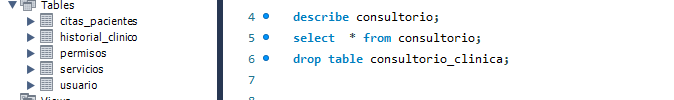 Tables
citas_pacientes
historial_clinico
permisos
servicios
usuario
Views
4 describe consultorio;
5 select * from consultorio;
6 drop table consultorio_clinica;
7
8